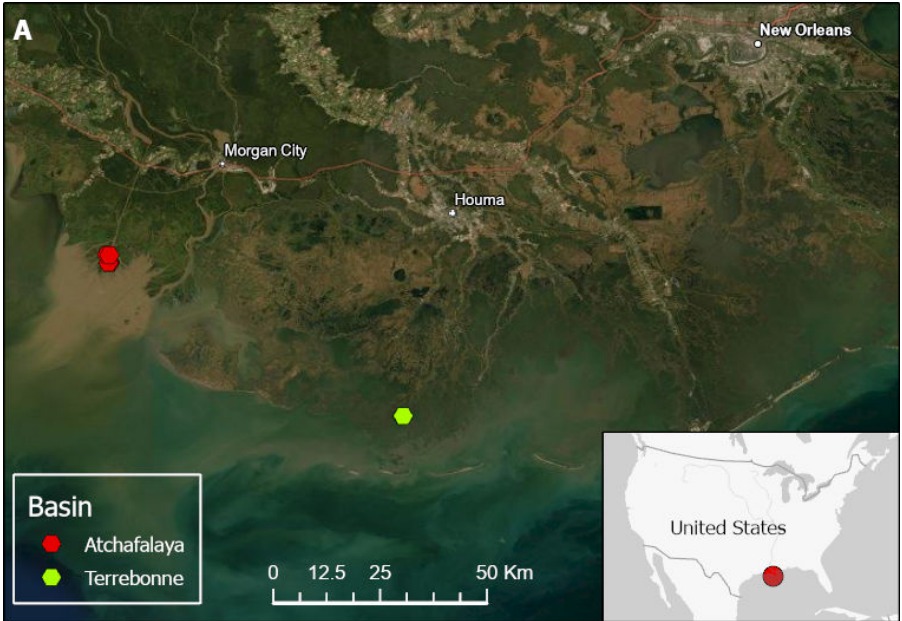 A
New Orleans
Morgan City
Houma
Basin
Atchafalaya
Terrebonne
0 12.5 25 50 Km
United States